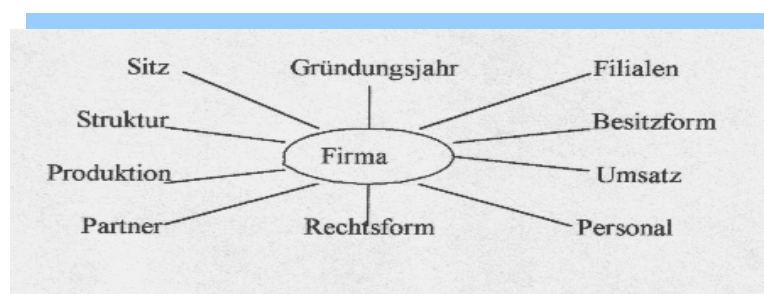 Sitz Gründungsjahr Filialen
Struktur Besitzform
Firma
Produktion Umsatz
Partner Rechtsform Personal